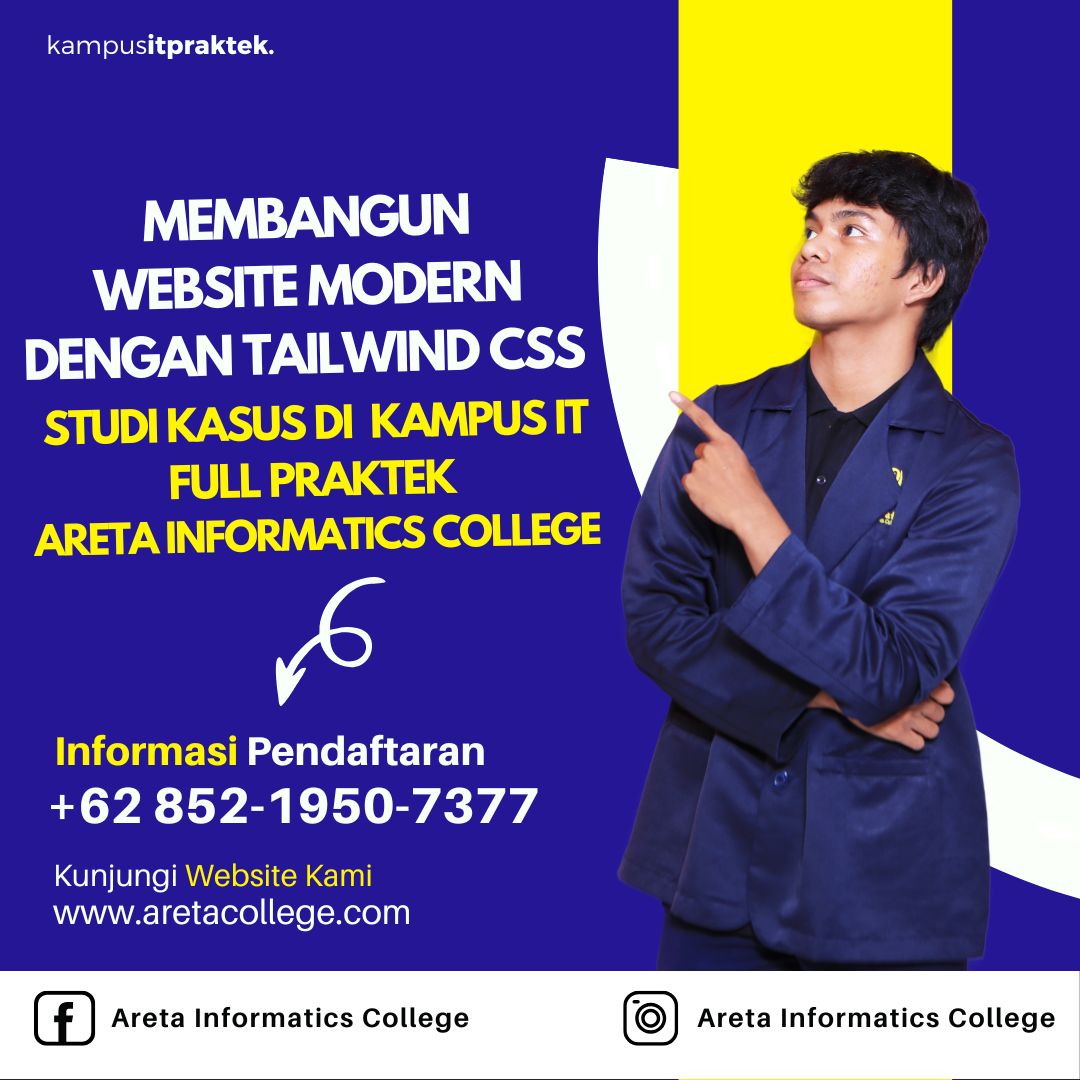 kampusitpraktek.
MEMBANGUN
WEBSITE MODERN
DENGAN TAILWIND CSS
STUDI KASUS DI KAMPUS IT
FULL PRAKTEK
ARETA INFORMATICS COLLEGE
Informasi Pendaftaran
+62 852-1950-7377
Kunjungi Website Kami
www.aretacollege.com
Areta Informatics College
Areta Informatics College